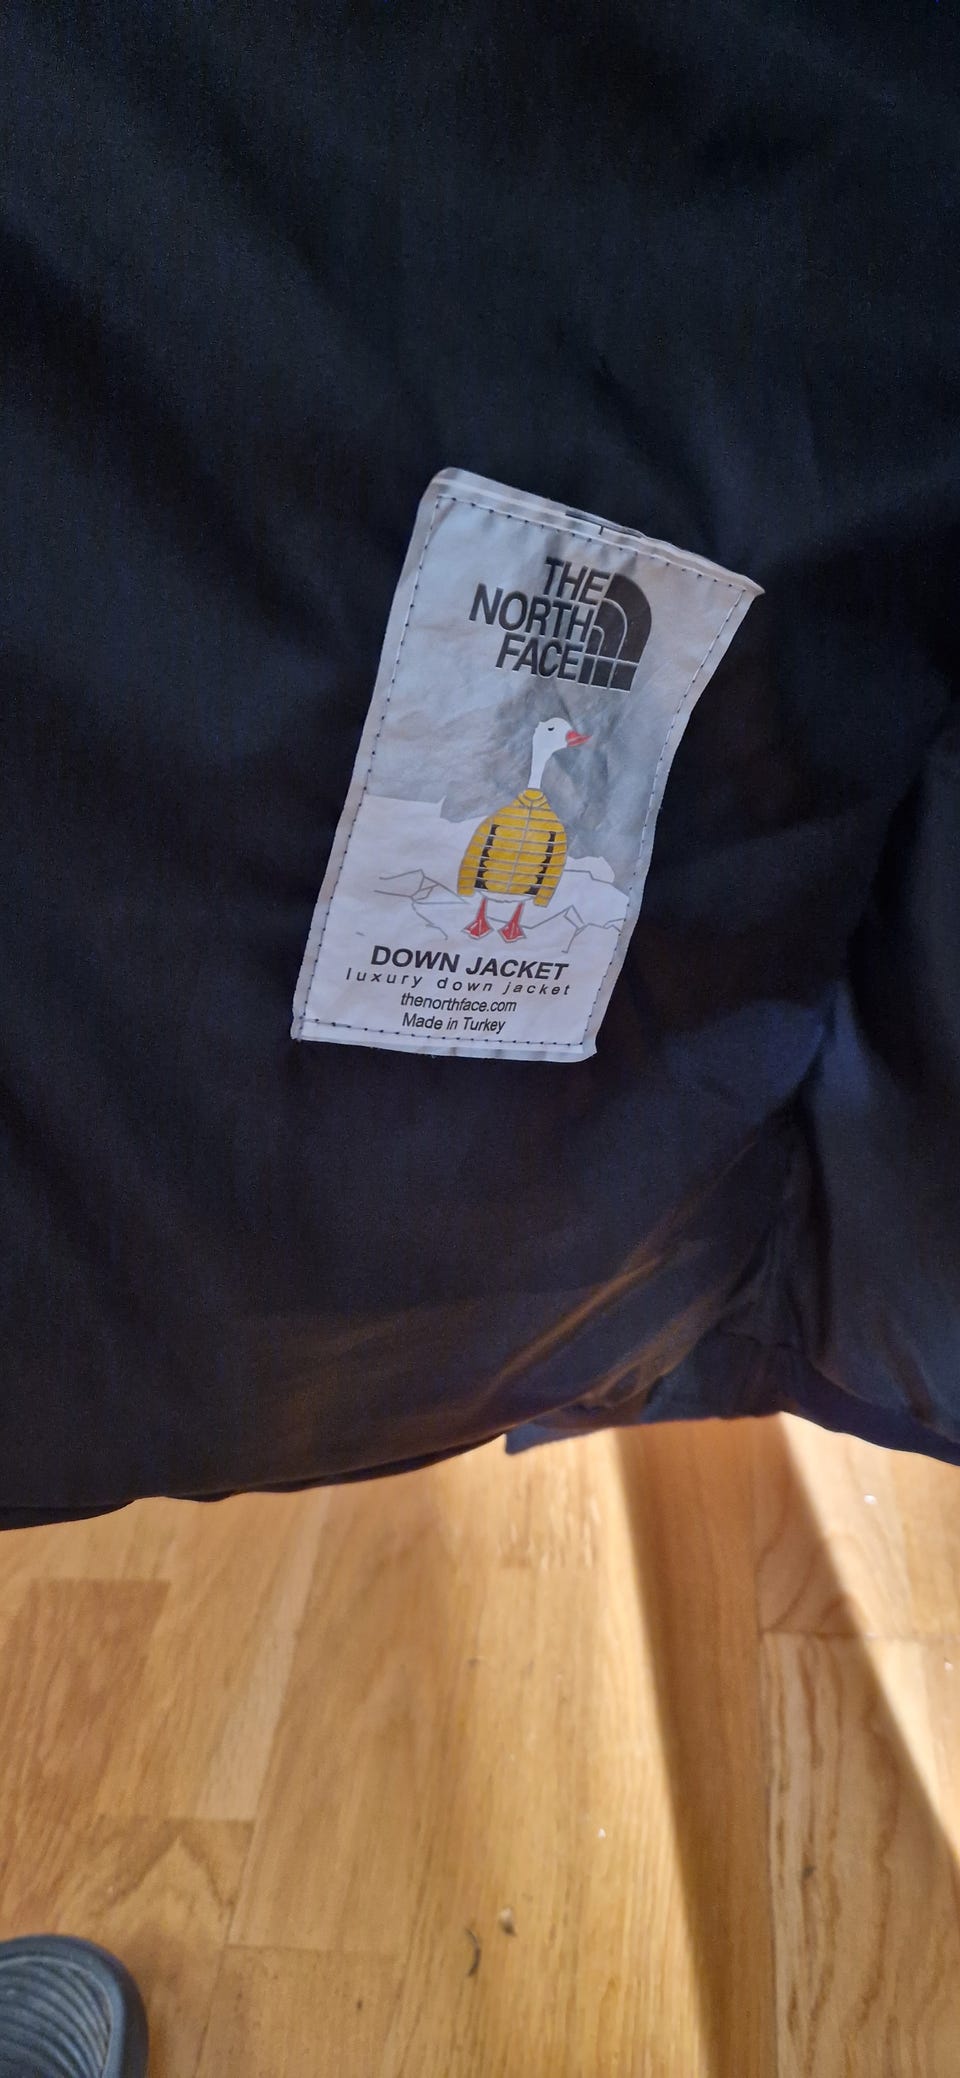 THE
NORTH
FACE
DOWN JACKET
luxury down jacket
thenorthface.com
Made in Turkey